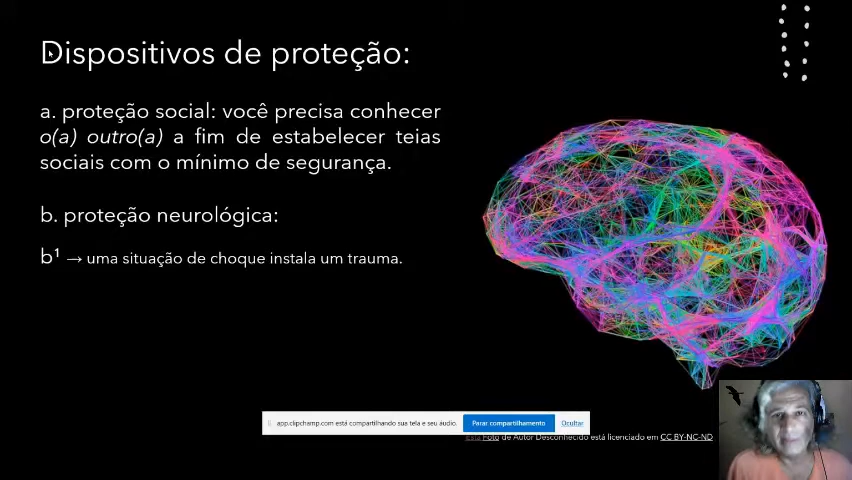 Dispositivos de proteção:
a. proteção social: você precisa conhecer
o(a) outro(a) a fim de estabelecer teias
sociais com o mínimo de segurança.
b. proteção neurológica:
b¹ → uma situação de choque instala um trauma.
app.clipchamp.com está compartilhando sua tela e seu áudio.
Parar compartilhamento
Ocultar
Esta Foto de Autor Desconhecido está licenciado em CC BY-NC-ND